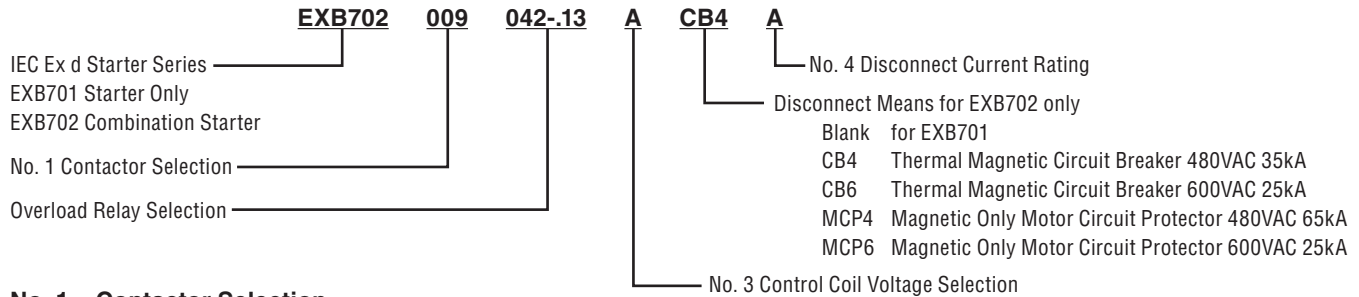 EXB702 009 042-.13 A CB4 A
IEC Ex d Starter Series
EXB701 Starter Only
EXB702 Combination Starter
No. 1 Contactor Selection
Overload Relay Selection
No. 4 Disconnect Current Rating
Disconnect Means for EXB702 only
Blank for EXB701
CB4 Thermal Magnetic Circuit Breaker 480VAC 35kA
CB6 Thermal Magnetic Circuit Breaker 600VAC 25kA
MCP4 Magnetic Only Motor Circuit Protector 480VAC 65kA
MCP6 Magnetic Only Motor Circuit Protector 600VAC 25kA
No. 3 Control Coil Voltage Selection
No. 1 Contactor Selection